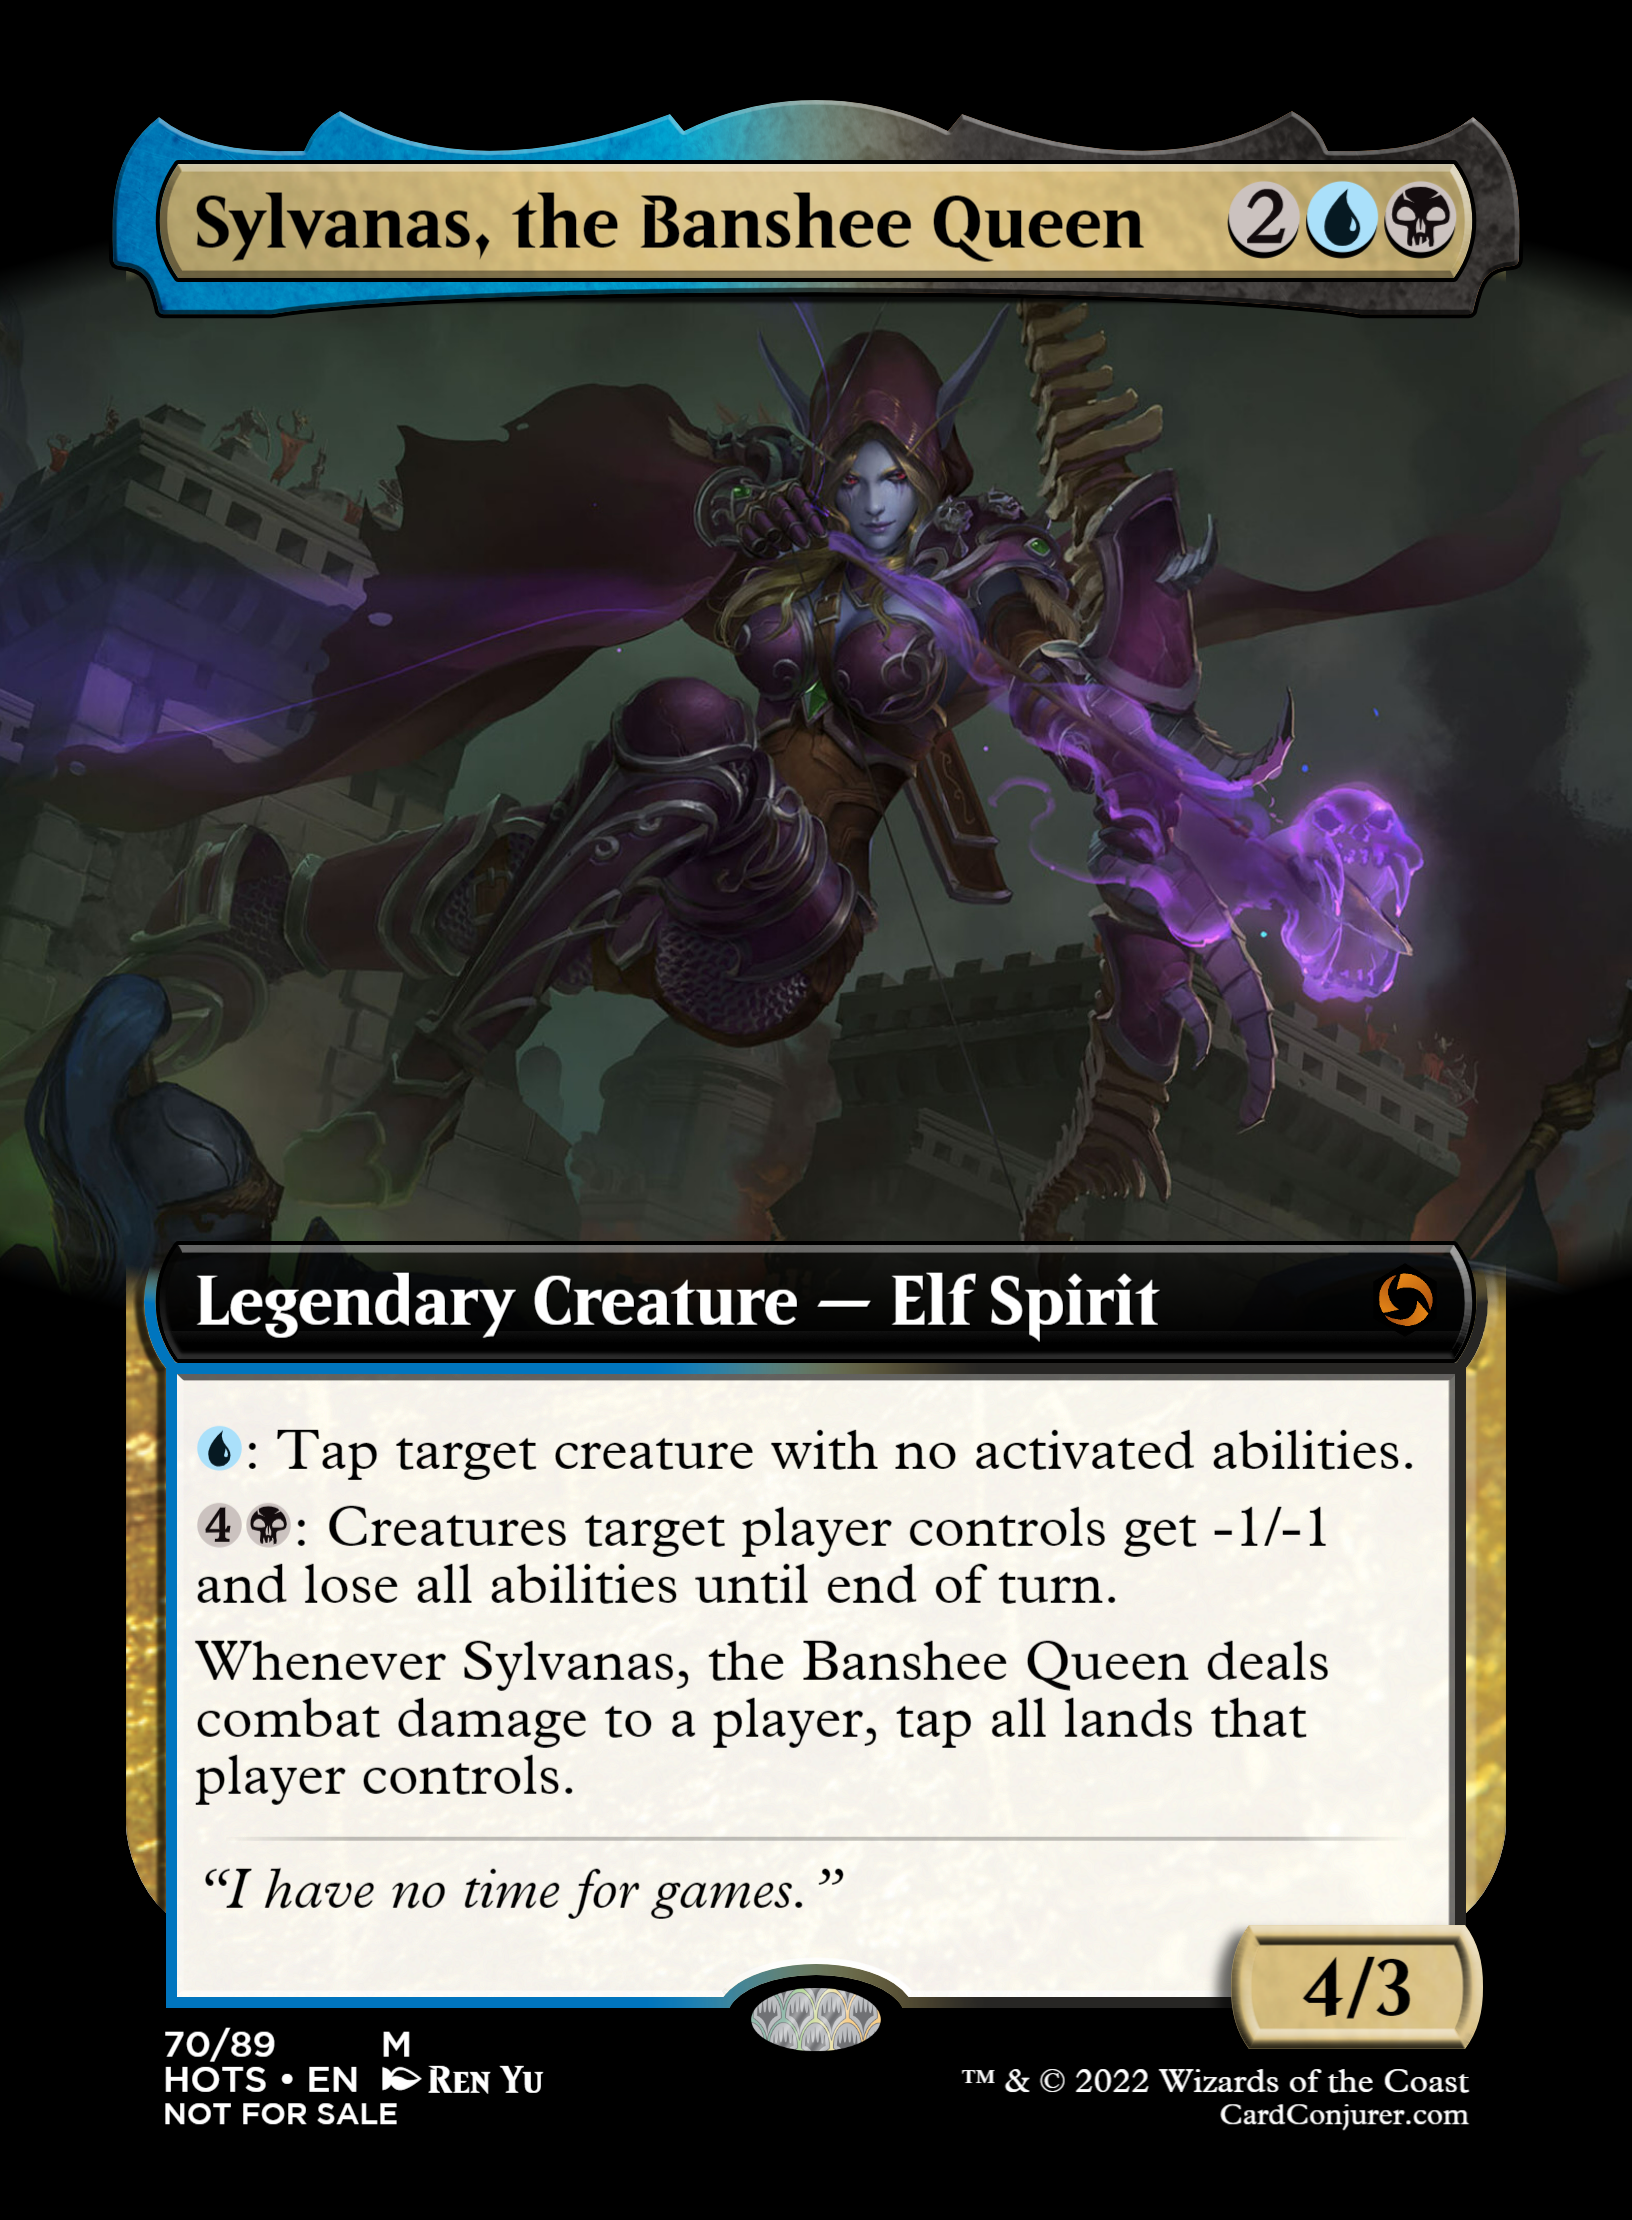 Sylvanas, the Banshee Queen 2
Legendary Creature — Elf Spirit
: Tap target creature with no activated abilities.
4: Creatures target player controls get -1/-1
and lose all abilities until end of turn.
Whenever Sylvanas, the Banshee Queen deals
combat damage to a player, tap all lands that
player controls.
“I have no time for games.”
4/3
70/89 M
HOTS • EN REN YU
NOT FOR SALE
™ & © 2022 Wizards of the Coast
CardConjurer.com